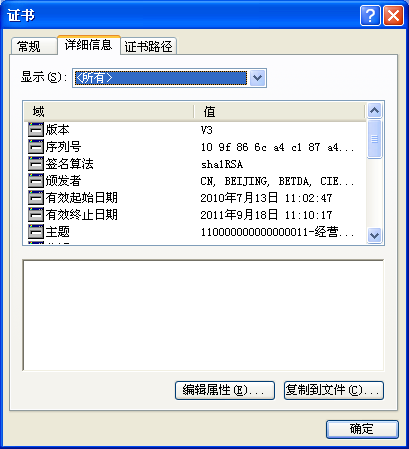 证书
常规 详细信息 证书路径
显示(S): <所有>
域 值
版本 V3
序列号 10 9f 86 6c a4 c1 87 a4...
签名算法 sha1RSA
颁发者 CN, BEIJING, BETDA, CIE...
有效起始日期 2010年7月13日 11:02:47
有效终止日期 2011年9月18日 11:10:17
主题 110000000000000011-经营...
编辑属性(E)... 复制到文件(C)...
确定